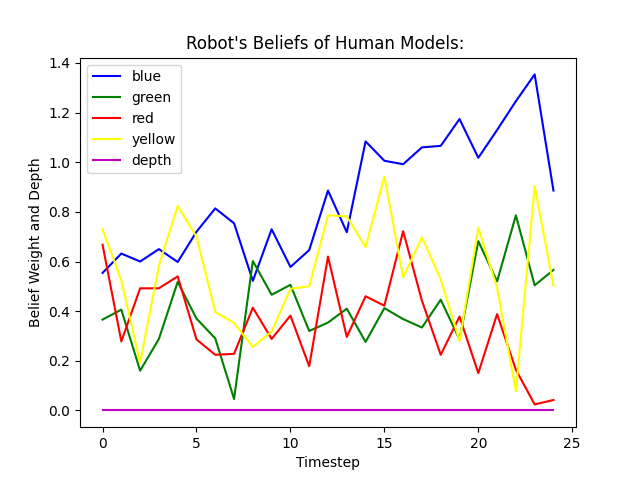 Robot's Beliefs of Human Models:
blue
green
red
yellow
depth
Belief Weight and Depth
1.4
1.2
1.0
0.8
0.6
0.4
0.2
0.0
0
5
10
15
20
25
Timestep